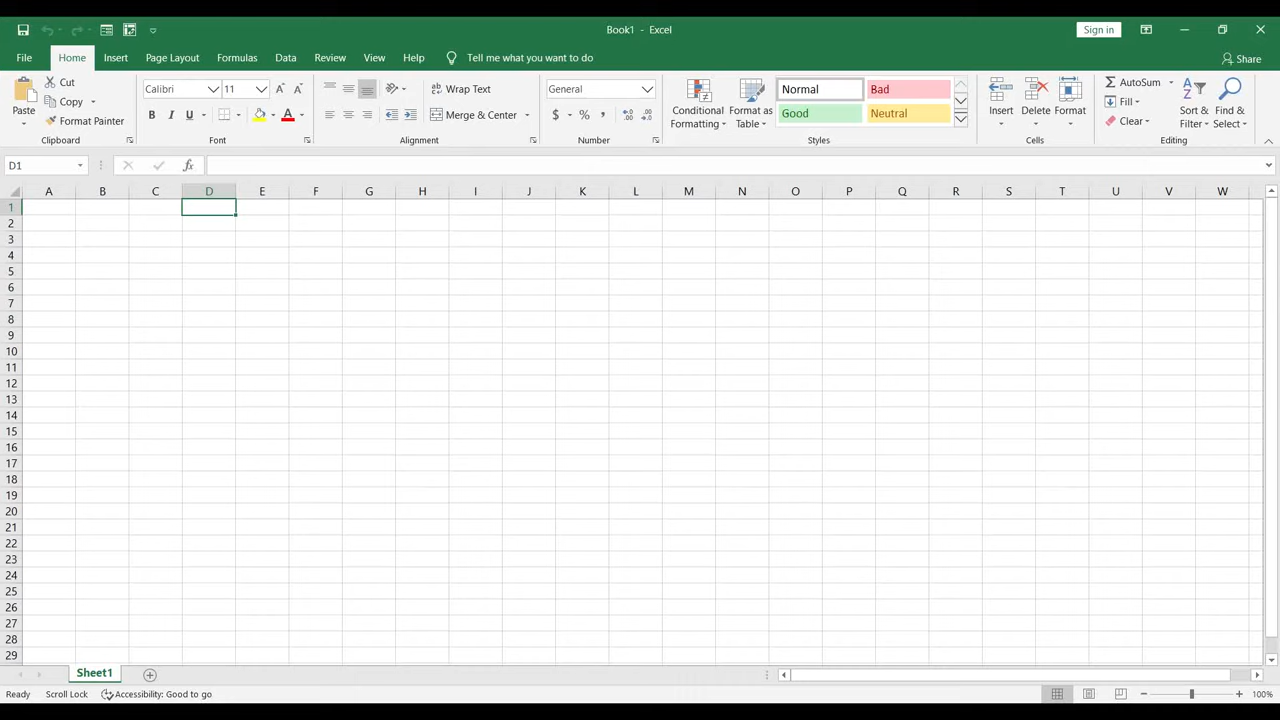 Book1 - Excel
Sign in
File Home Insert Page Layout Formulas Data Review View Help Tell me what you want to do Share
Paste
Cut
Copy
Format Painter
Clipboard
Calibri 11
A A
B I U A
Font
ab Wrap Text
Merge & Center
Alignment
General
$ % ,
Number
Conditional Formatting
Format as Table
Normal Bad
Good Neutral
Styles
Insert Delete Format
Cells
AutoSum
Fill
Clear
Sort & Filter
Find & Select
Editing
D1 fx
A B C D E F G H I J K L M N O P Q R S T U V W
1
2
3
4
5
6
7
8
9
10
11
12
13
14
15
16
17
18
19
20
21
22
23
24
25
26
27
28
29
Sheet1
Ready Scroll Lock Accessibility: Good to go 100%